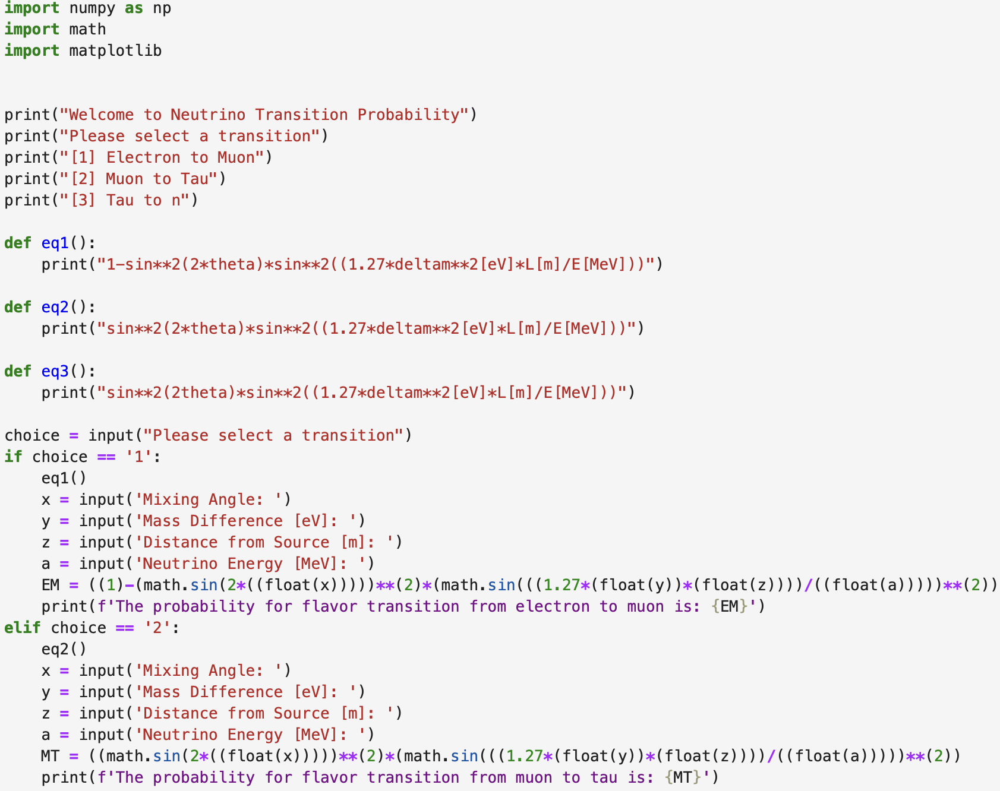 import numpy as np
import math
import matplotlib
print("Welcome to Neutrino Transition Probability")
print("Please select a transition")
print("[1] Electron to Muon")
print("[2] Muon to Tau")
print("[3] Tau to n")
def eq1():
    print("1-sin**2(2*theta)*sin**2((1.27*deltam**2[eV]*L[m]/E[MeV]))")
def eq2():
    print("sin**2(2*theta)*sin**2((1.27*deltam**2[eV]*L[m]/E[MeV]))")
def eq3():
    print("sin**2(2theta)*sin**2((1.27*deltam**2[eV]*L[m]/E[MeV]))")
choice = input("Please select a transition")
if choice == '1':
    eq1()
    x = input('Mixing Angle: ')
    y = input('Mass Difference [eV]: ')
    z = input('Distance from Source [m]: ')
    a = input('Neutrino Energy [MeV]: ')
    EM = ((1)-(math.sin(2*((float(x)))))**(2)*(math.sin(((1.27*(float(y))*(float(z))))/((float(a)))))**(2))
    print(f'The probability for flavor transition from electron to muon is: {EM}')
elif choice == '2':
    eq2()
    x = input('Mixing Angle: ')
    y = input('Mass Difference [eV]: ')
    z = input('Distance from Source [m]: ')
    a = input('Neutrino Energy [MeV]: ')
    MT = ((math.sin(2*((float(x)))))**(2)*(math.sin(((1.27*(float(y))*(float(z))))/((float(a)))))**(2))
    print(f'The probability for flavor transition from muon to tau is: {MT}')